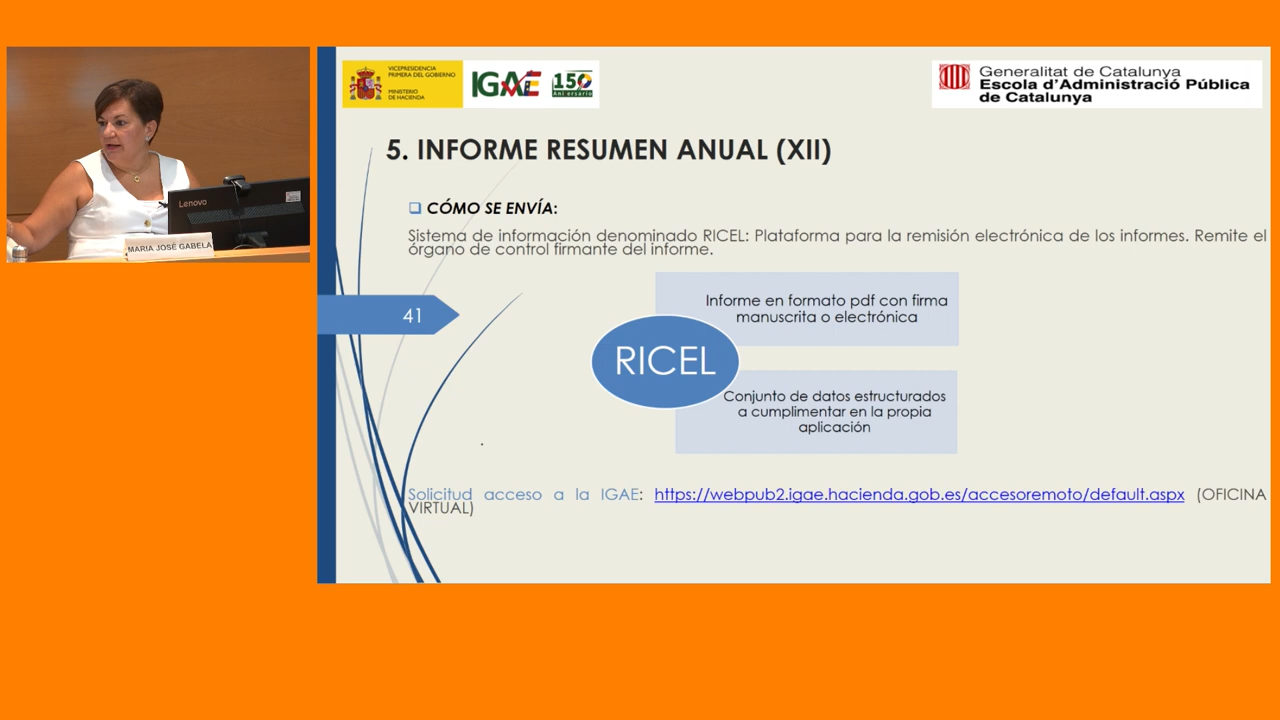 Lenovo
MARIA JOSÉ GABELA
VICEPRESIDENCIA
PRIMERA DEL GOBIERNO
MINISTERIO
DE HACIENDA
IGAE
150
Aniversario
Generalitat de Catalunya
Escola d'Administració Pública
de Catalunya
5. INFORME RESUMEN ANUAL (XII)
CÓMO SE ENVÍA:
Sistema de información denominado RICEL: Plataforma para la remisión electrónica de los informes. Remite el
órgano de control firmante del informe.
Informe en formato pdf con firma
manuscrita o electrónica
41
RICEL
Conjunto de datos estructurados
a cumplimentar en la propia
aplicación
Solicitud acceso a la IGAE: https://webpub2.igae.hacienda.gob.es/accesoremoto/default.aspx (OFICINA
VIRTUAL)